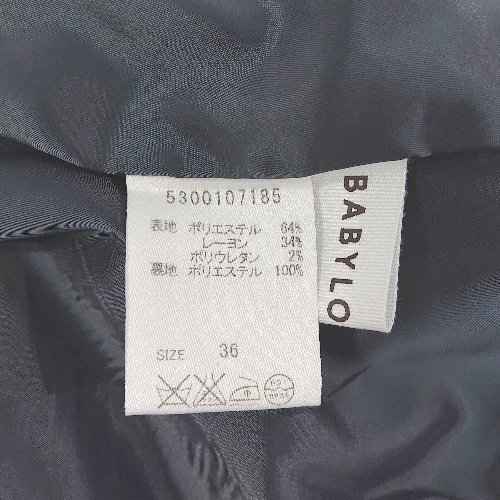 5300107185
表地 ポリエステル 64%
レーヨン 34%
ポリウレタン 2%
裏地 ポリエステル 100%
SIZE 36
BABYLO